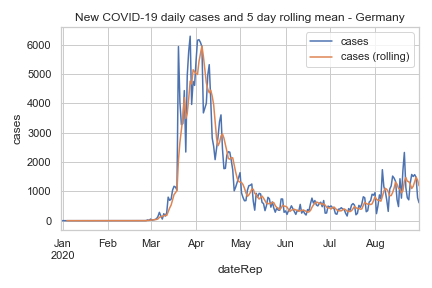 New COVID-19 daily cases and 5 day rolling mean - Germany
cases
cases (rolling)
6000
5000
4000
3000
2000
1000
0
cases
Jan Feb Mar Apr May Jun Jul Aug
2020
dateRep